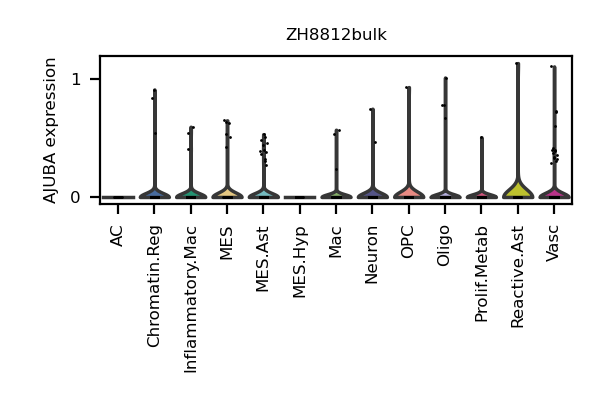 ZH8812bulk
AJUBA expression
1
0
AC
Chromatin.Reg
Inflammatory.Mac
MES
MES.Ast
MES.Hyp
Mac
Neuron
OPC
Oligo
Prolif.Metab
Reactive.Ast
Vasc